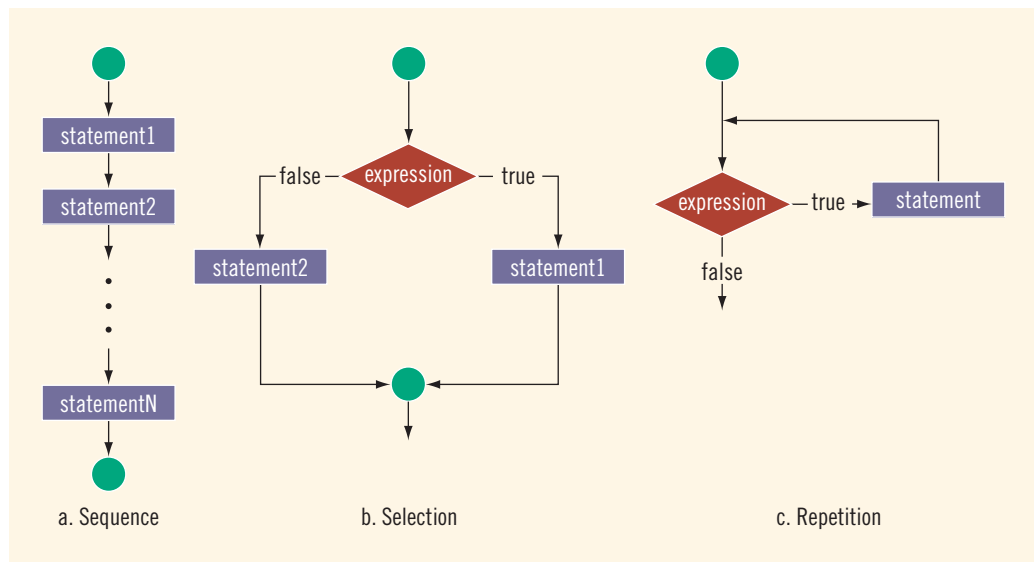 statement1
statement2
statementN
a. Sequence
false
expression
true
statement2
statement1
b. Selection
expression
true
statement
false
c. Repetition